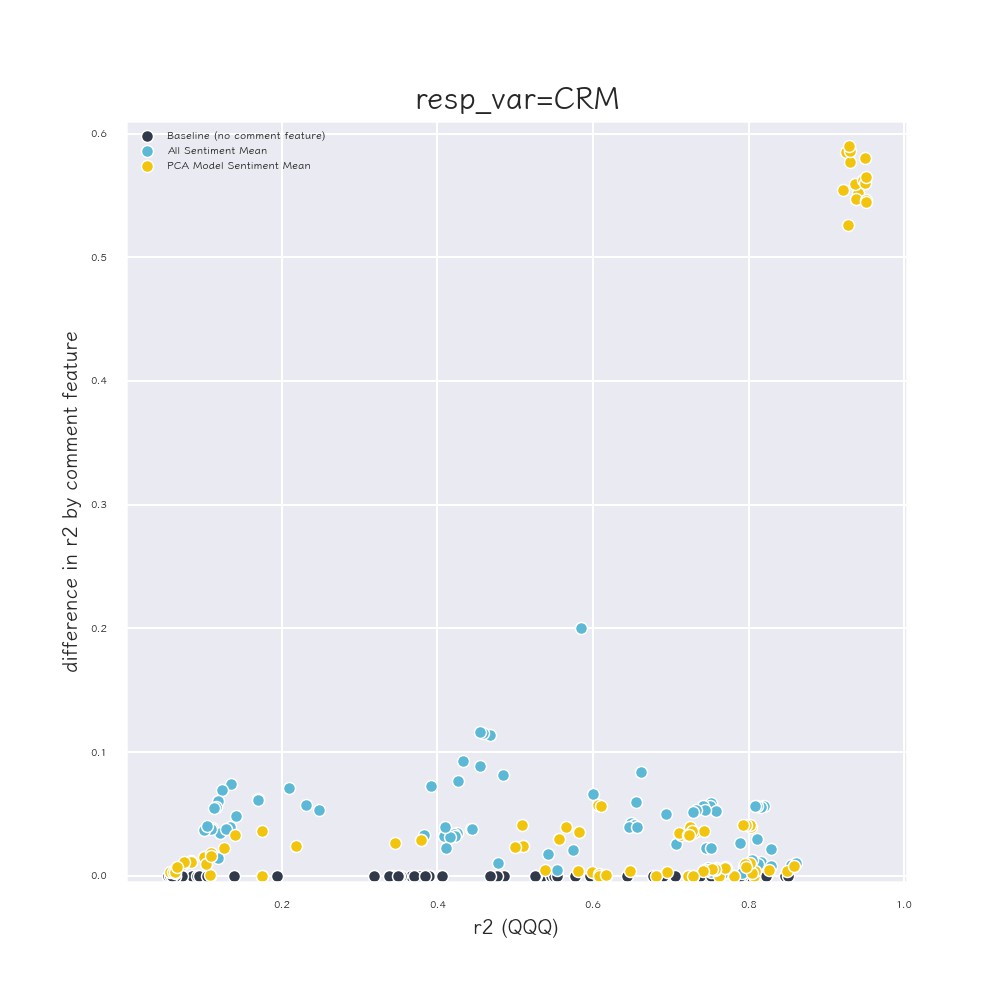 resp_var=CRM
Baseline (no comment feature)
All Sentiment Mean
PCA Model Sentiment Mean
difference in r2 by comment feature
0.6
0.5
0.4
0.3
0.2
0.1
0.0
0.2
0.4
0.6
0.8
1.0
r2 (QQQ)